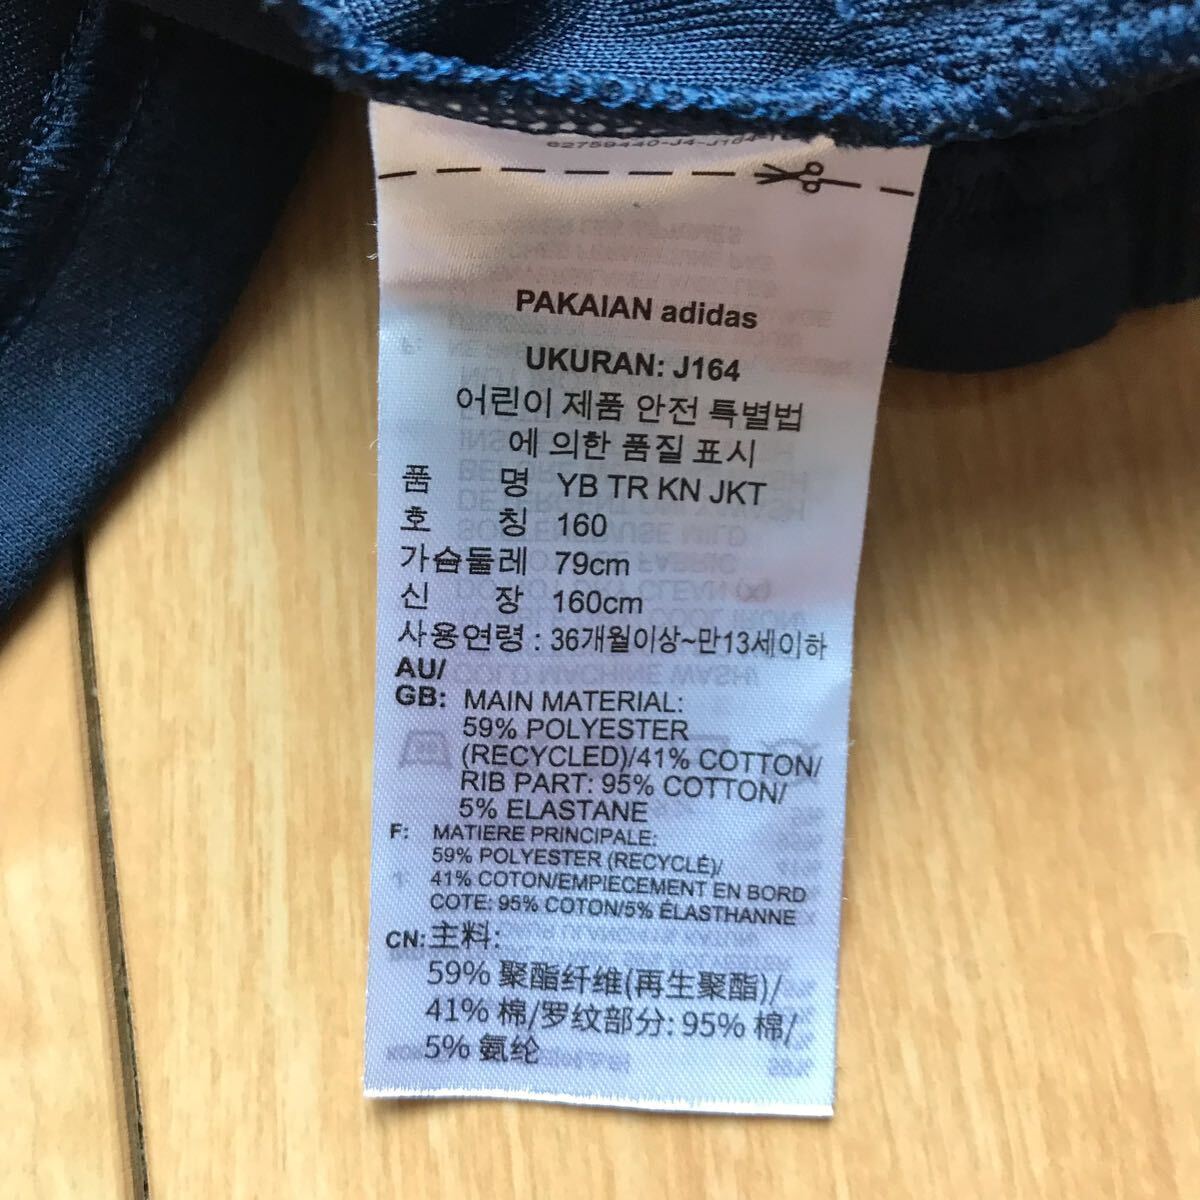 62759440-J4-J164-1
PAKAIAN adidas
UKURAN: J164
어린이 제품 안전 특별법
에 의한 품질 표시
품 명 YB TR KN JKT
호 칭 160
가슴둘레 79cm
신 장 160cm
사용연령 : 36개월이상~만13세이하
AU/
GB: MAIN MATERIAL:
59% POLYESTER
(RECYCLED)/41% COTTON/
RIB PART: 95% COTTON/
5% ELASTANE
F: MATIERE PRINCIPALE:
59% POLYESTER (RECYCLÉ)/
41% COTON/EMPIECEMENT EN BORD
COTE: 95% COTON/5% ÉLASTHANNE
CN: 主料:
59% 聚酯纤维(再生聚酯)/
41% 棉/罗纹部分: 95% 棉/
5% 氨纶